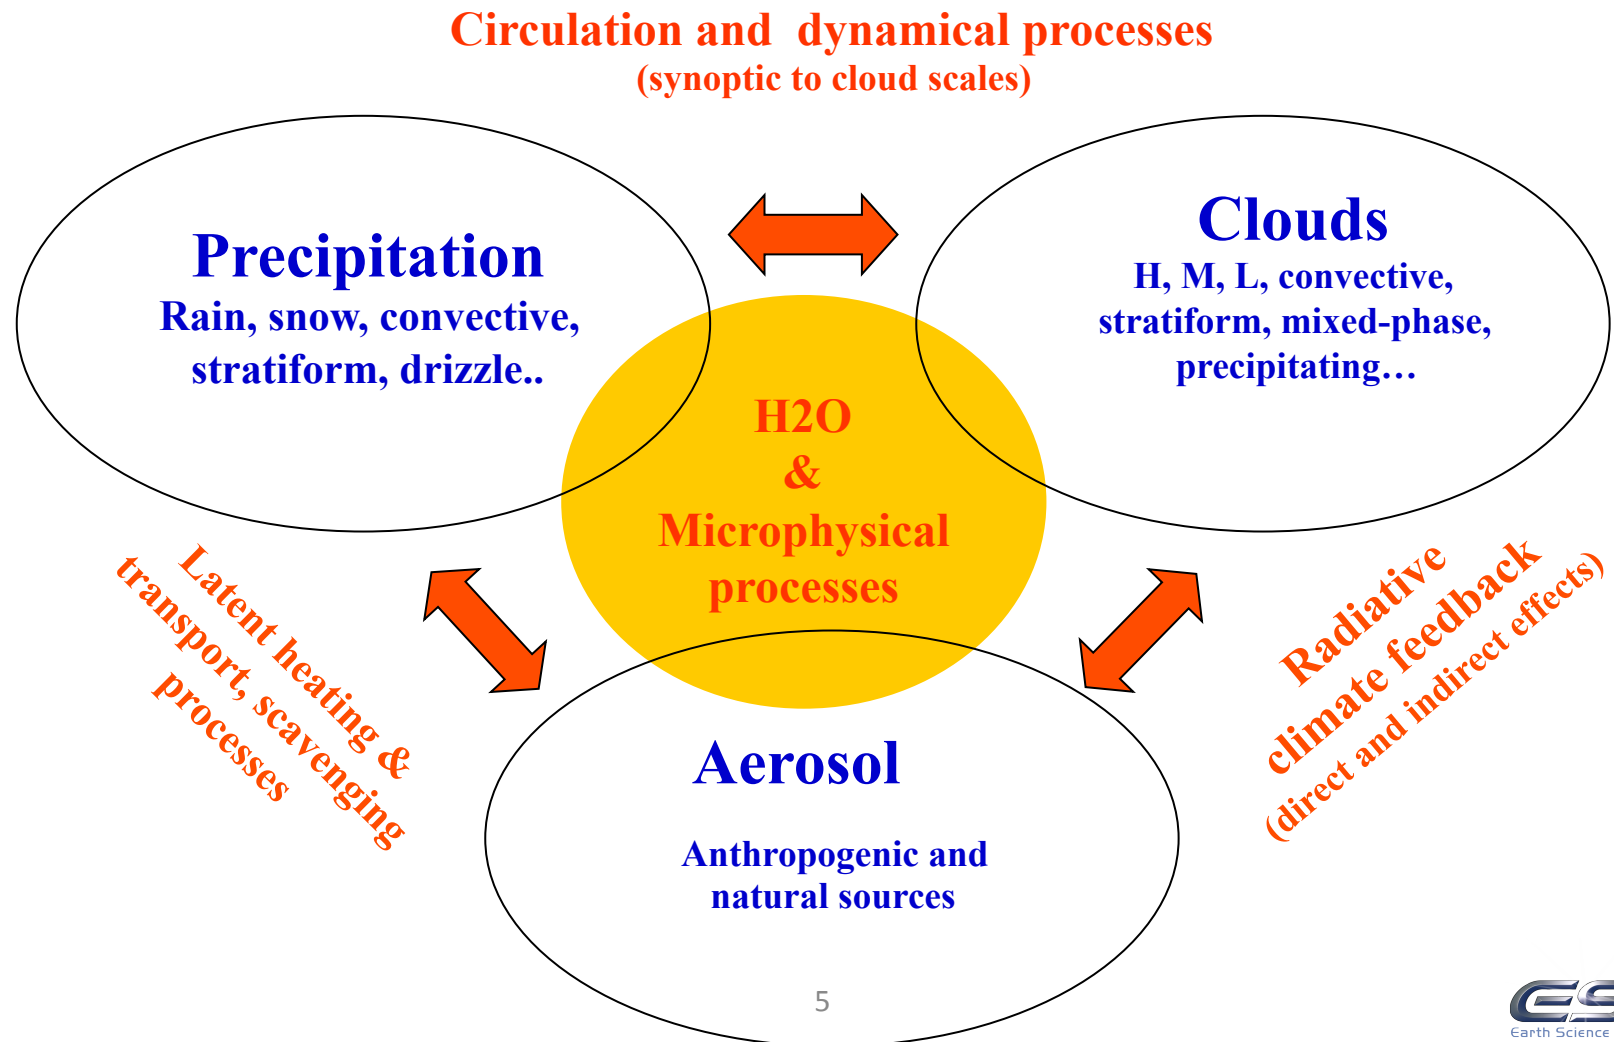 Circulation and dynamical processes
(synoptic to cloud scales)
Precipitation
Rain, snow, convective,
stratiform, drizzle..
Clouds
H, M, L, convective,
stratiform, mixed-phase,
precipitating…
H2O
&
Microphysical
processes
Latent heating &
transport, scavenging
processes
Radiative
climate feedback
(direct and indirect effects)
Aerosol
Anthropogenic and
natural sources
5
ES
Earth Science